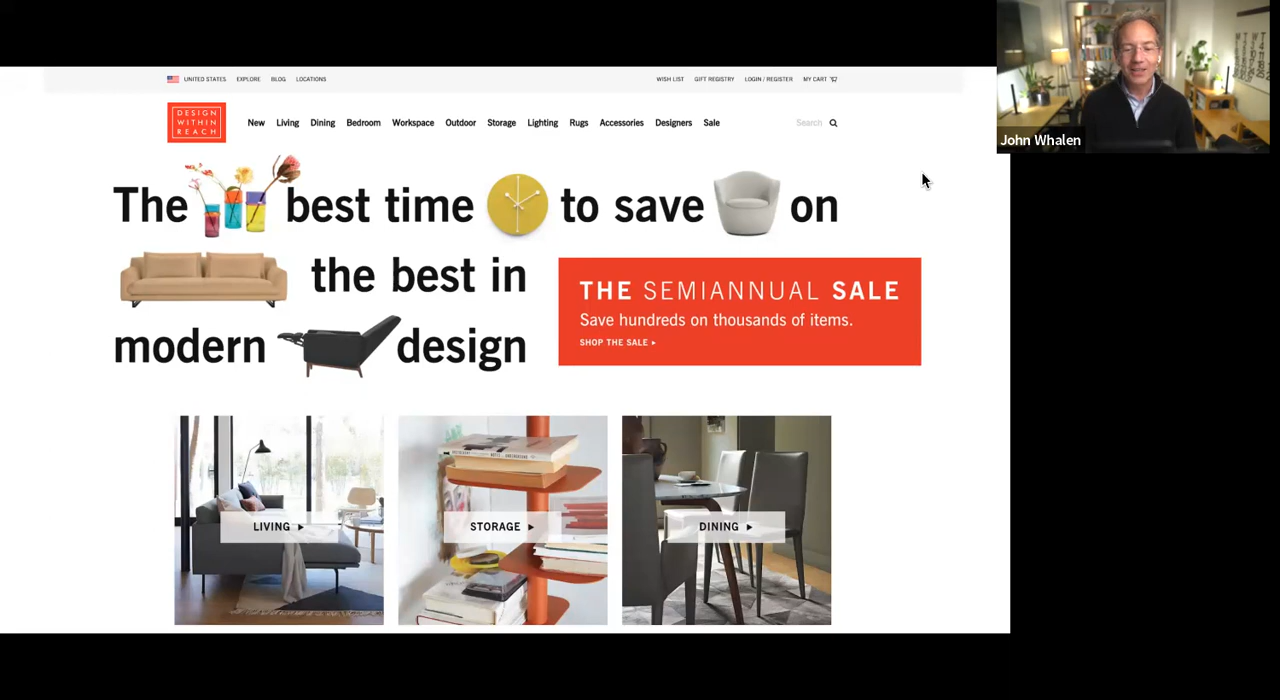 UNITED STATES EXPLORE BLOG LOCATIONS
WISH LIST GIFT REGISTRY LOGIN / REGISTER MY CART
DESIGN
WITHIN
REACH
New Living Dining Bedroom Workspace Outdoor Storage Lighting Rugs Accessories Designers Sale
Search
John Whalen
The best time to save on
the best in
modern design
THE SEMIANNUAL SALE
Save hundreds on thousands of items.
SHOP THE SALE ▸
LIVING ▸
STORAGE ▸
DINING ▸